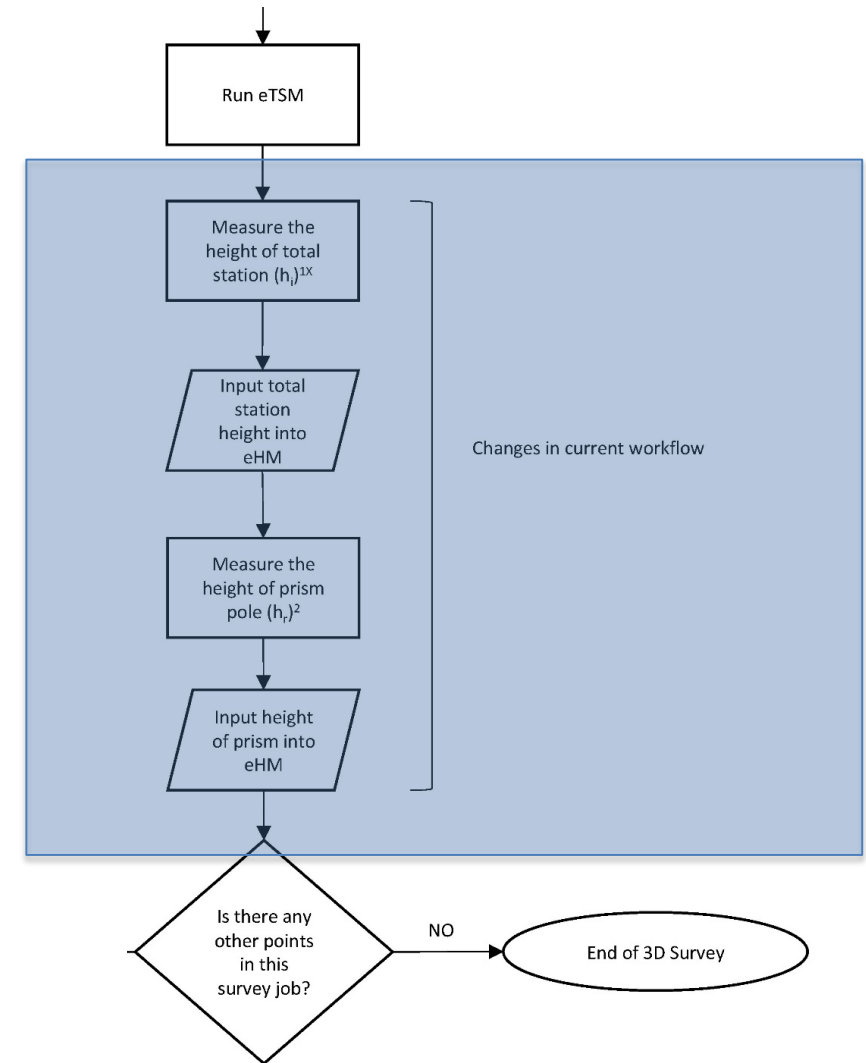 Run eTSM
Measure the
height of total
station (hᵢ)¹ˣ
Input total
station
height into
eHM
Changes in current workflow
Measure the
height of prism
pole (hᵣ)²
Input height
of prism into
eHM
Is there any
other points
in this
survey job?
NO
End of 3D Survey